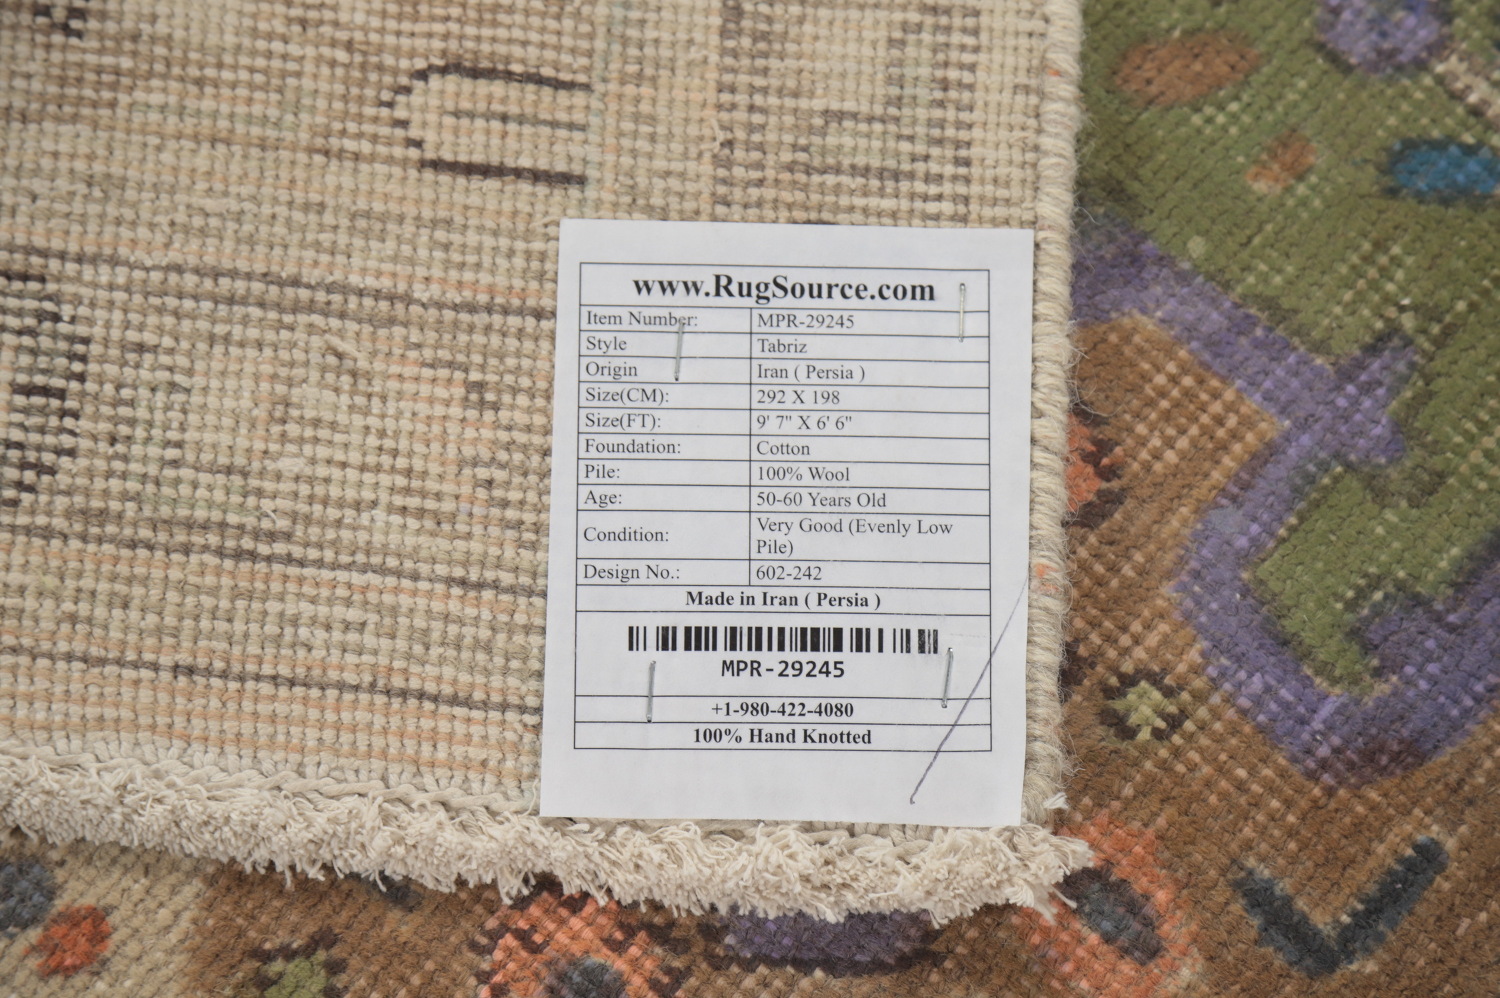 www.RugSource.com
Item Number: MPR-29245
Style Tabriz
Origin Iran ( Persia )
Size(CM): 292 X 198
Size(FT): 9' 7" X 6' 6"
Foundation: Cotton
Pile: 100% Wool
Age: 50-60 Years Old
Condition: Very Good (Evenly Low
Pile)
Design No.: 602-242
Made in Iran ( Persia )
MPR-29245
+1-980-422-4080
100% Hand Knotted